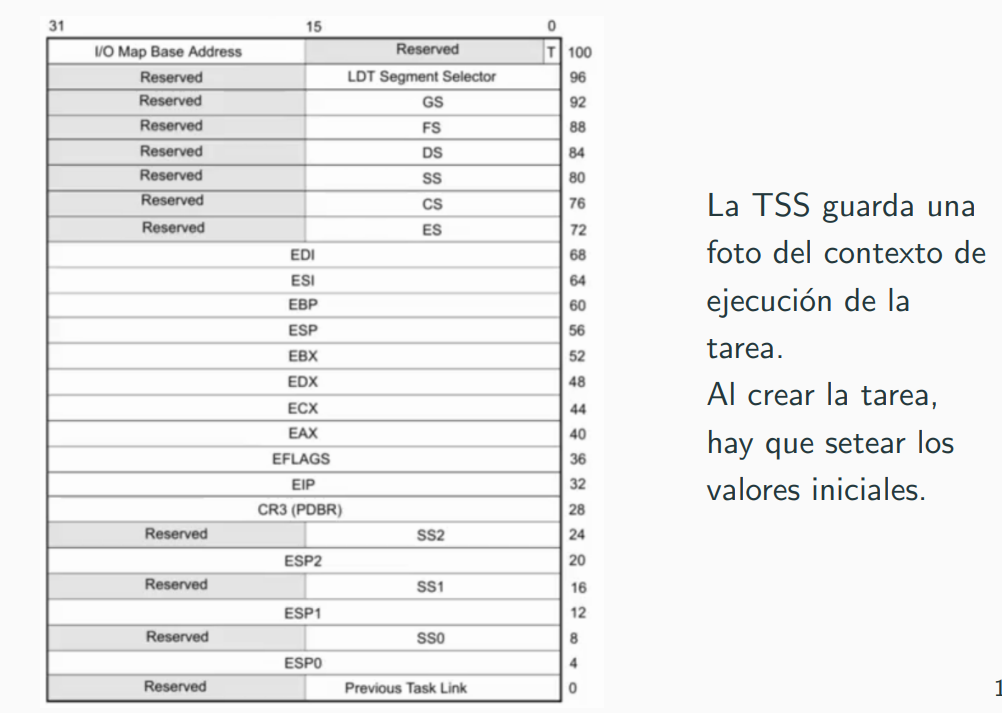 31 15 0
I/O Map Base Address Reserved T 100
Reserved LDT Segment Selector 96
Reserved GS 92
Reserved FS 88
Reserved DS 84
Reserved SS 80
Reserved CS 76
Reserved ES 72
EDI 68
ESI 64
EBP 60
ESP 56
EBX 52
EDX 48
ECX 44
EAX 40
EFLAGS 36
EIP 32
CR3 (PDBR) 28
Reserved SS2 24
ESP2 20
Reserved SS1 16
ESP1 12
Reserved SS0 8
ESP0 4
Reserved Previous Task Link 0
La TSS guarda una
foto del contexto de
ejecución de la
tarea.
Al crear la tarea,
hay que setear los
valores iniciales.